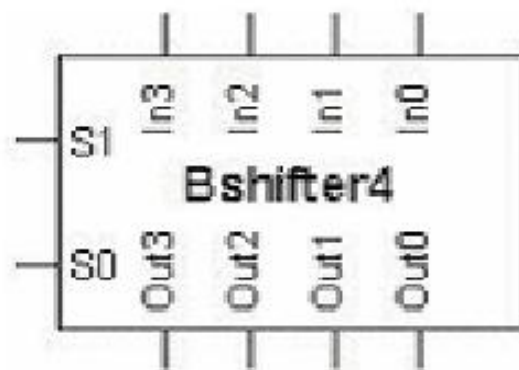 In3 In2 In1 In0
S1
Bshifter4
S0
Out3 Out2 Out1 Out0